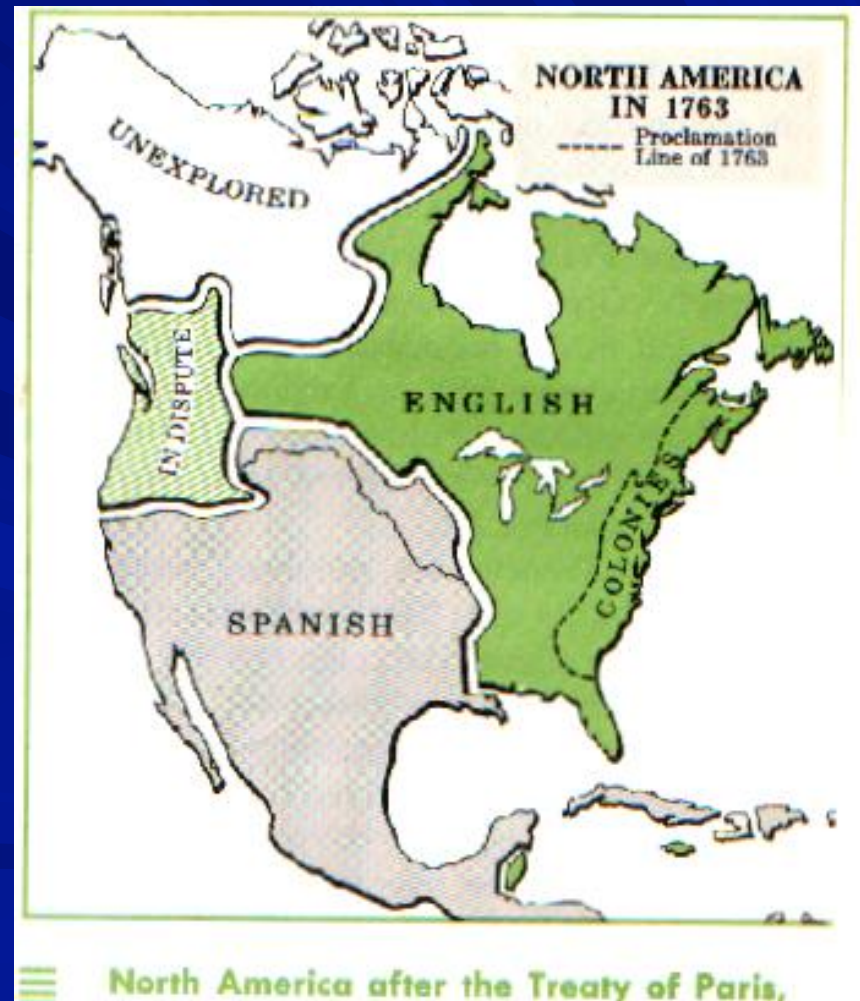 NORTH AMERICA
IN 1763
Proclamation
Line of 1763
UNEXPLORED
IN DISPUTE
ENGLISH
COLONIES
SPANISH
North America after the Treaty of Paris,